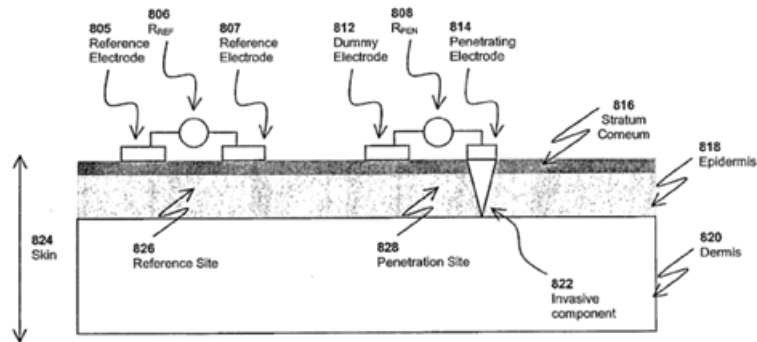 805
Reference
Electrode
806
RREF
807
Reference
Electrode
812
Dummy
Electrode
808
RPEN
814
Penetrating
Electrode
816
Stratum
Corneum
818
Epidermis
820
Dermis
824
Skin
826
Reference Site
828
Penetration Site
822
Invasive
component